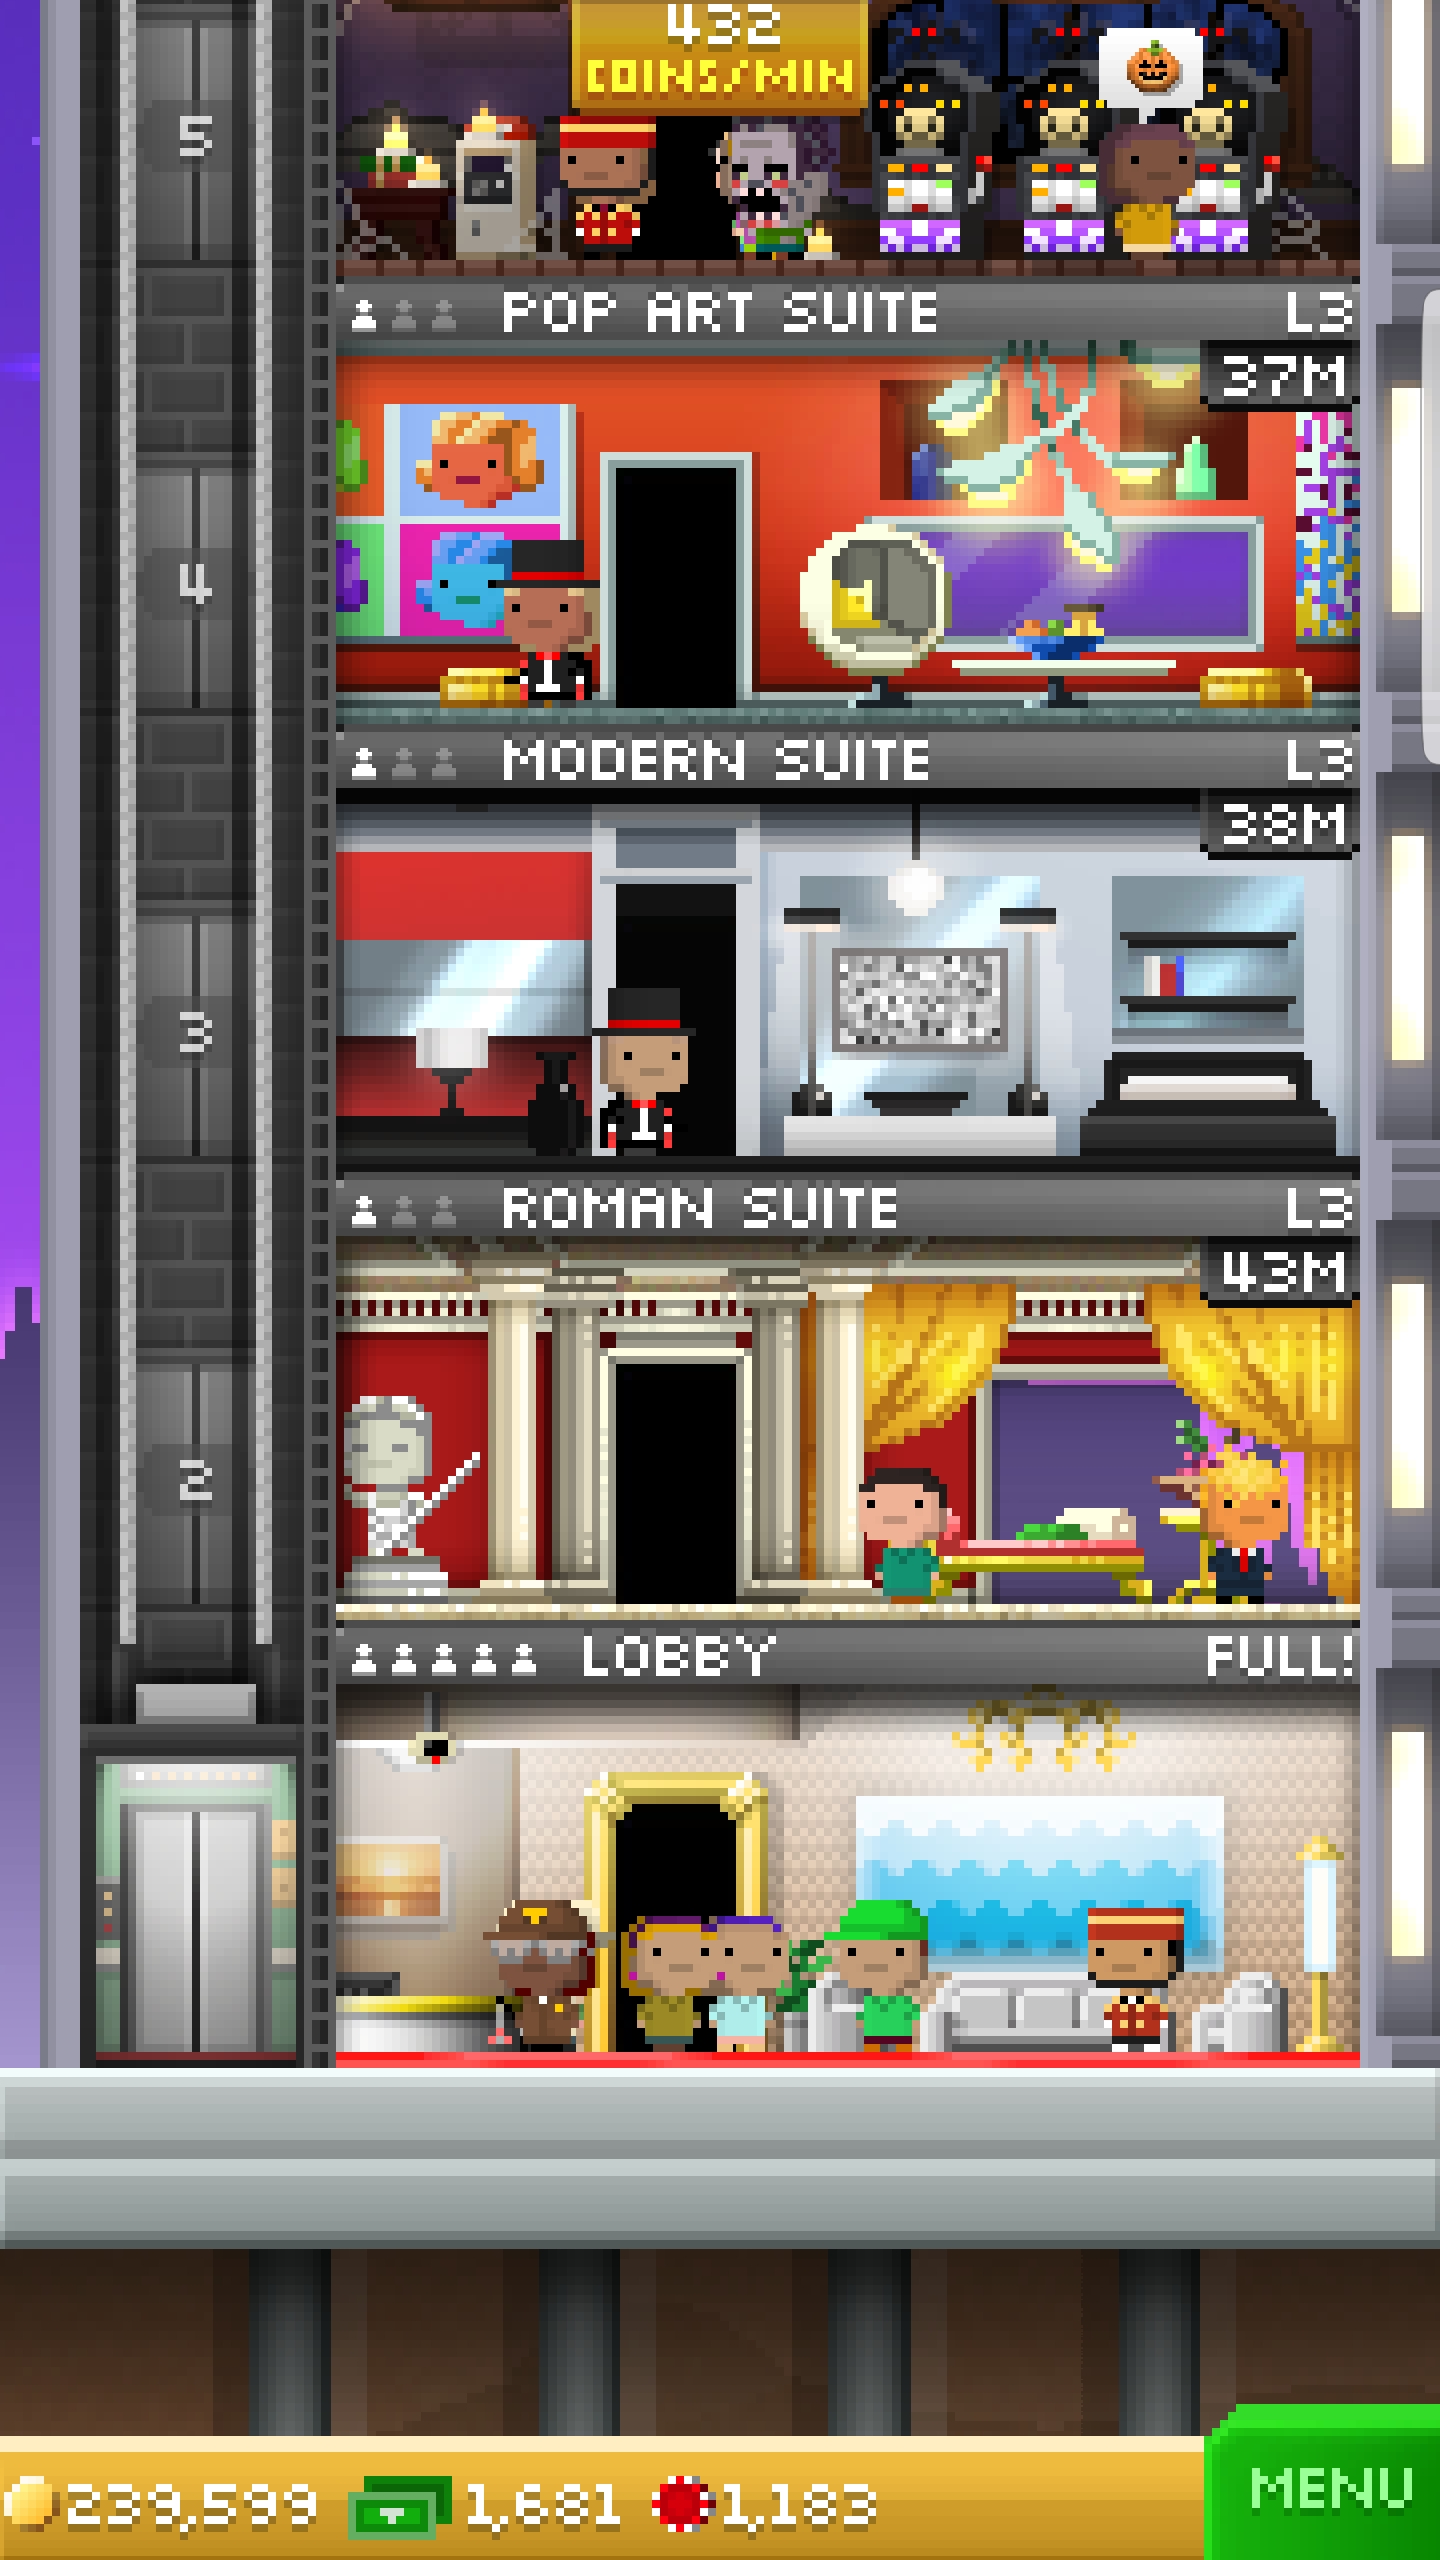 432
COINS/MIN
5
POP ART SUITE L3
37M
4
MODERN SUITE L3
38M
3
ROMAN SUITE L3
43M
2
LOBBY FULL!
239,599 1,681 1,183
MENU